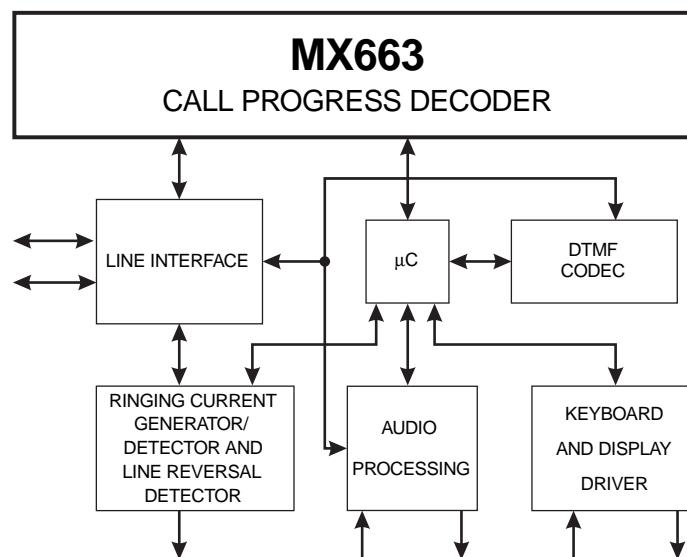 MX663
CALL PROGRESS DECODER
LINE INTERFACE
μC
DTMF
CODEC
RINGING CURRENT
GENERATOR/
DETECTOR AND
LINE REVERSAL
DETECTOR
AUDIO
PROCESSING
KEYBOARD
AND DISPLAY
DRIVER